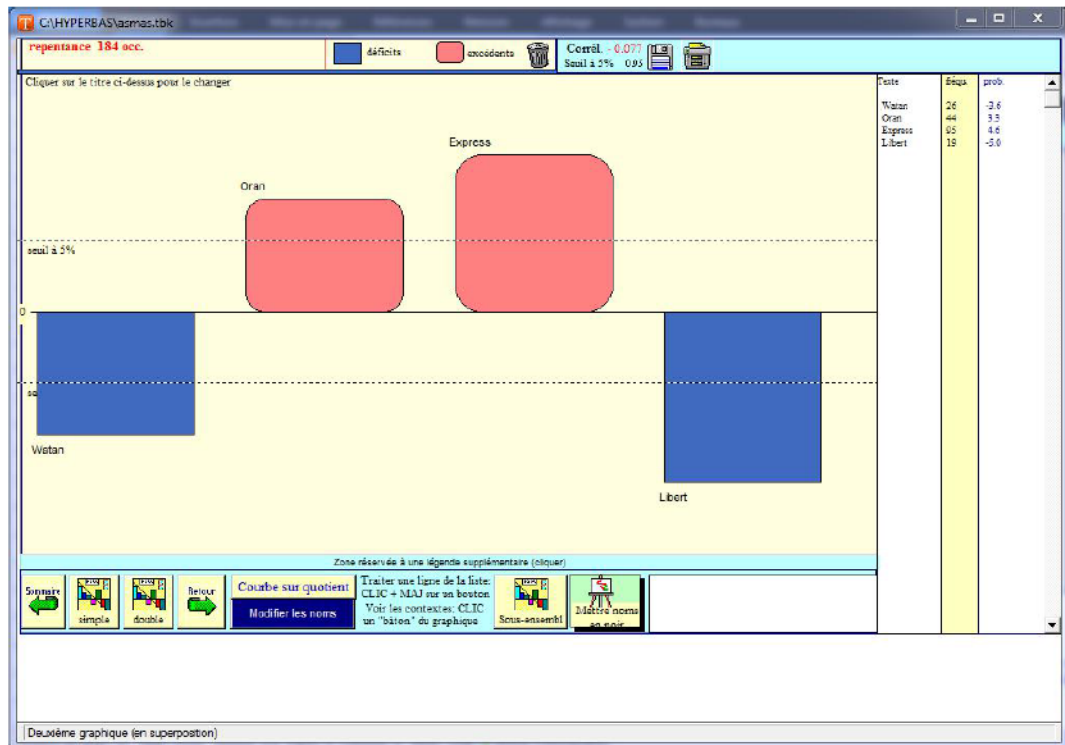 C:\HYPERBAS\asmas.tbk
repentance 184 occ.
déficits
excédents
Corrél. - 0.077
Seuil à 5% 0.95
Cliquer sur le titre ci-dessus pour le changer
Texte fréqu. prob.
Watan 26 -3.6
Oran 44 3.3
Express 95 4.6
Libert 19 -5.0
Express
Oran
seuil à 5%
0
se
Watan
Libert
Zone réservée à une légende supplémentaire (cliquer)
Sommaire
simple
double
Retour
Courbe sur quotient
Modifier les noms
Traiter une ligne de la liste:
CLIC + MAJ sur un bouton
Voir les contextes: CLIC
un "bâton" du graphique
Sous-ensembl
Mettre noms
en noir
Deuxième graphique (en superpostion)